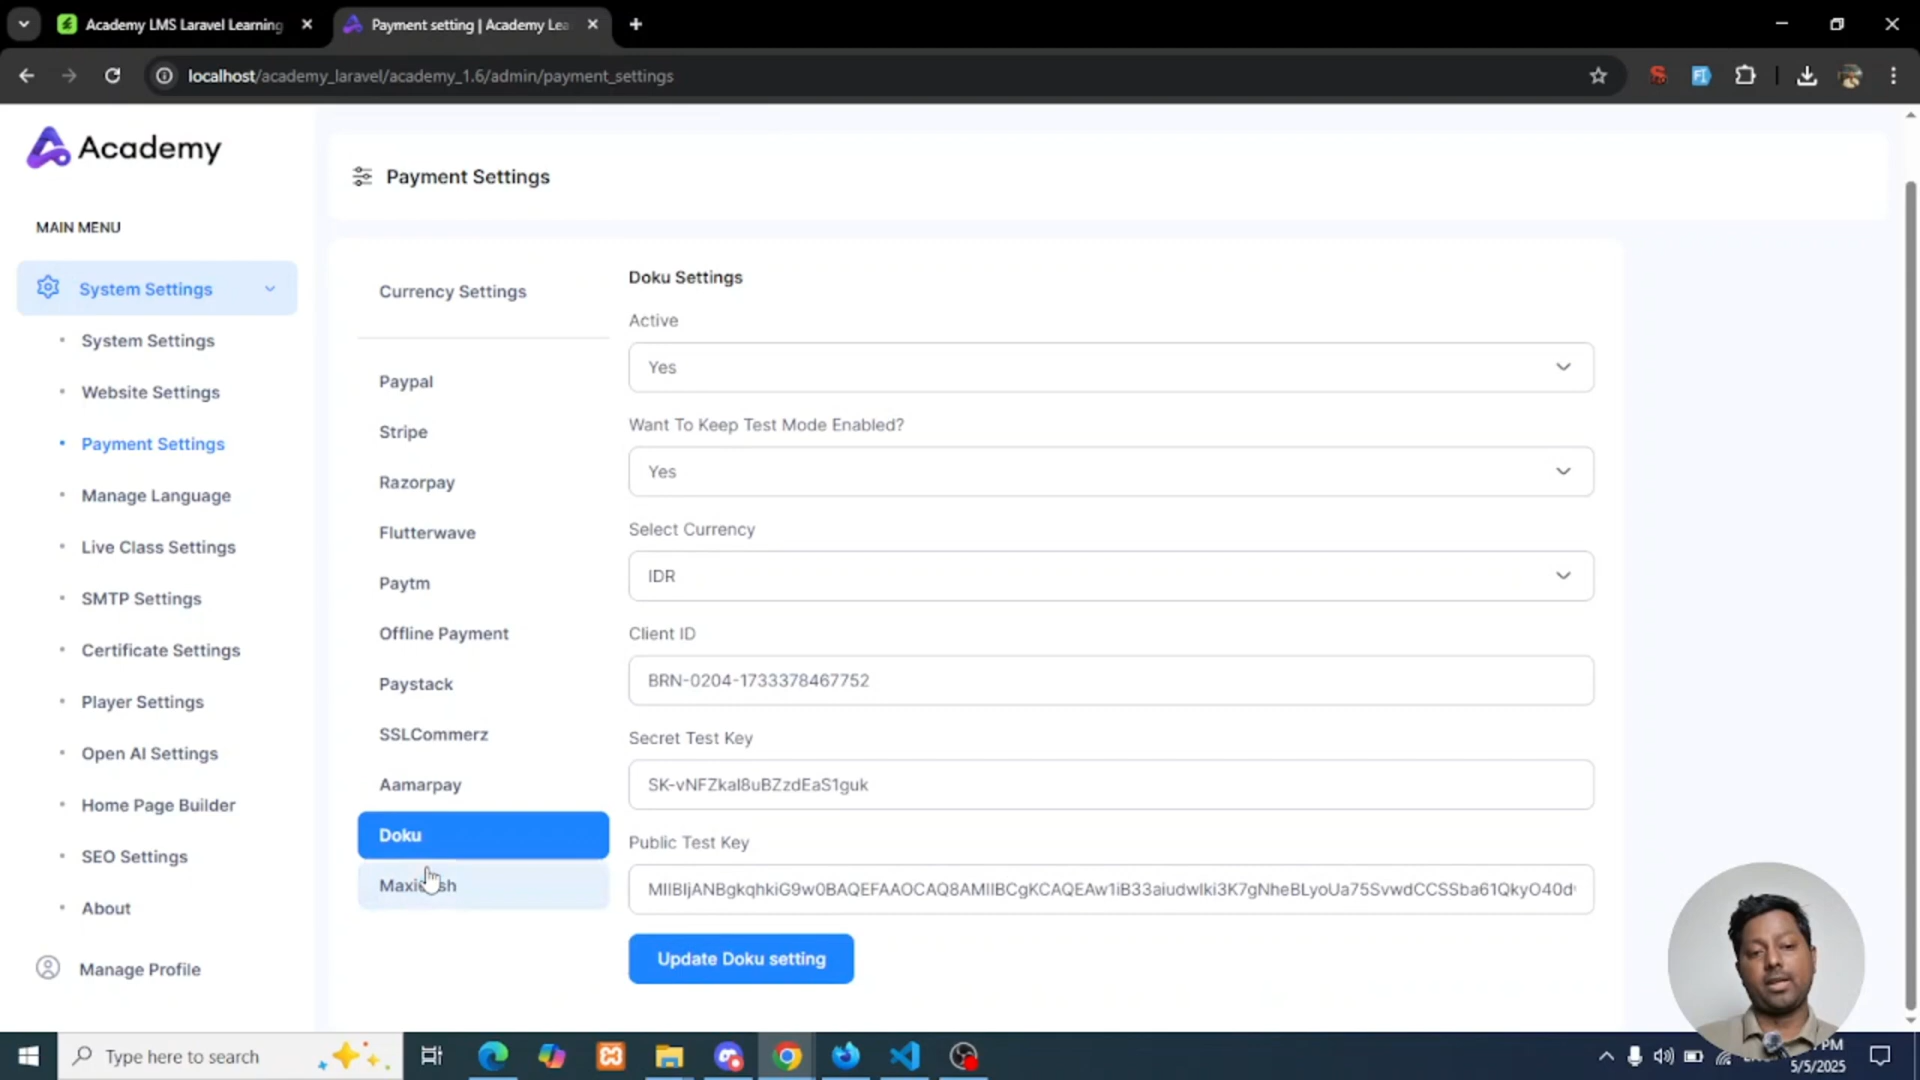 Academy LMS Laravel Learning
Payment setting | Academy Lea
localhost/academy_laravel/academy_1.6/admin/payment_settings
Academy
MAIN MENU
System Settings
System Settings
Website Settings
Payment Settings
Manage Language
Live Class Settings
SMTP Settings
Certificate Settings
Player Settings
Open AI Settings
Home Page Builder
SEO Settings
About
Manage Profile
Payment Settings
Currency Settings
Paypal
Stripe
Razorpay
Flutterwave
Paytm
Offline Payment
Paystack
SSLCommerz
Aamarpay
Doku
Doku Settings
Active
Yes
Want To Keep Test Mode Enabled?
Yes
Select Currency
IDR
Client ID
BRN-0204-1733378467752
Secret Test Key
SK-vNFZkaI8uBZzdEaS1guk
Public Test Key
MIIBIjANBgkqhkiG9w0BAQEFAAOCAQ8AMIIBCgKCAQEAw1iB33aiudwIki3K7gNheBLyoUa75SvwdCCSSba61QkyO40d
Update Doku setting
Type here to search
PM
5/5/2025